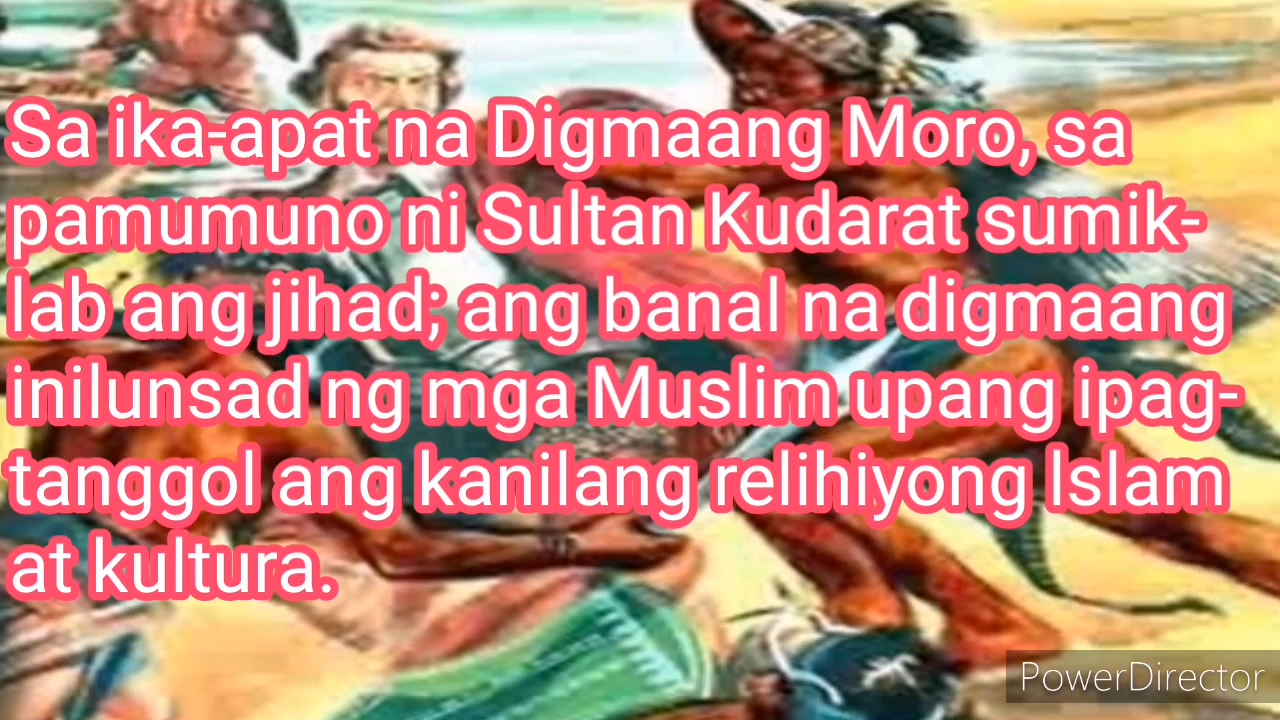 Sa ika-apat na Digmaang Moro, sa
pamumuno ni Sultan Kudarat sumik-
lab ang jihad; ang banal na digmaang
inilunsad ng mga Muslim upang ipag-
tanggol ang kanilang relihiyong Islam
at kultura.
PowerDirector